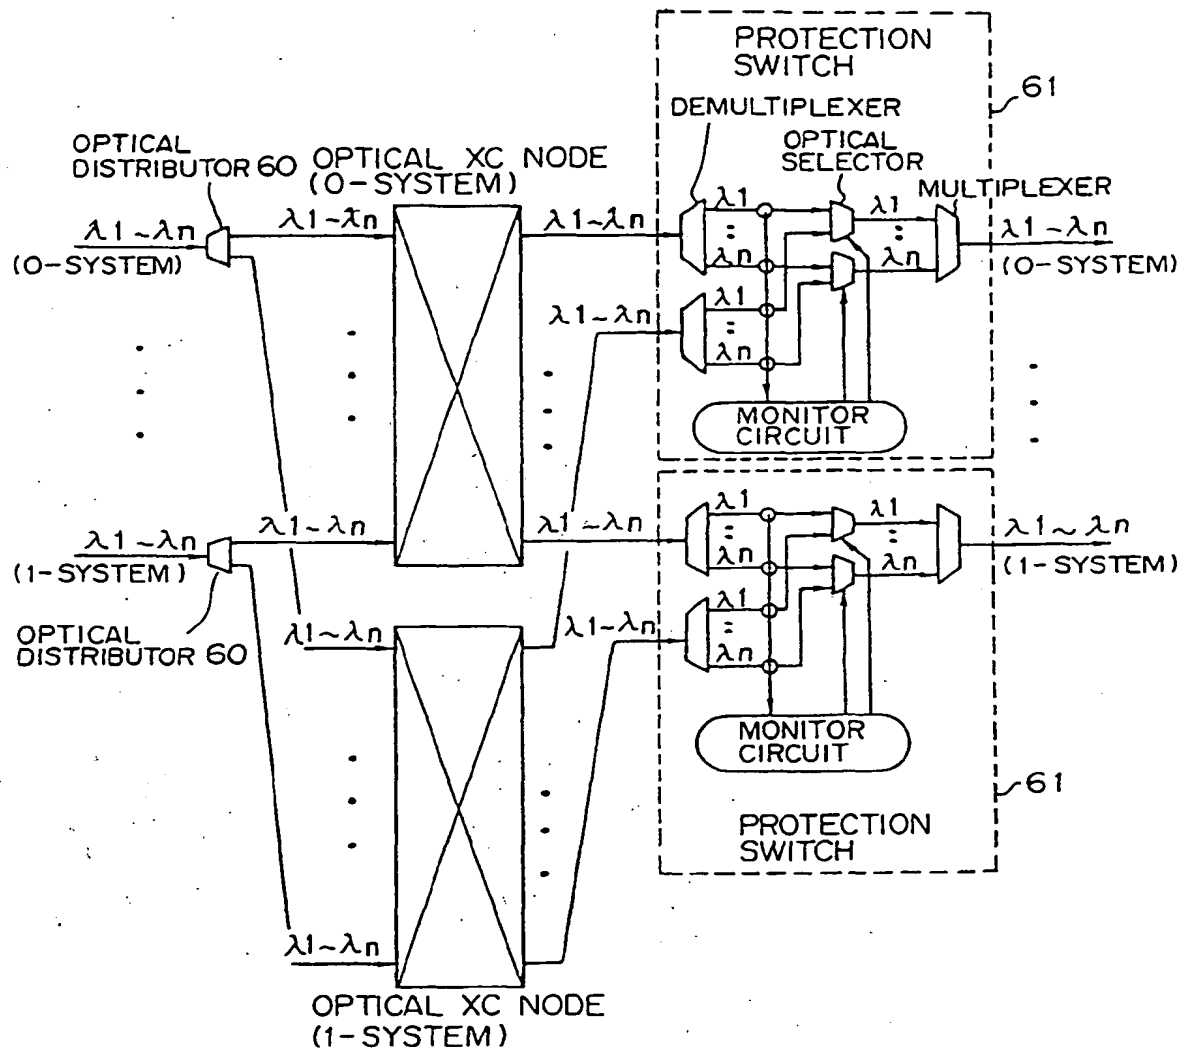 PROTECTION
SWITCH
61
DEMULTIPLEXER
OPTICAL
SELECTOR
MULTIPLEXER
OPTICAL
DISTRIBUTOR 60
OPTICAL XC NODE
(0-SYSTEM)
λ1~λn
(0-SYSTEM)
λ1~λn
λ1~λn
λ1
λn
λ1
λn
λ1~λn
(0-SYSTEM)
λ1~λn
λ1
λn
MONITOR
CIRCUIT
λ1~λn
(1-SYSTEM)
λ1~λn
λ1~λn
λ1
λn
λ1
λn
λ1~λn
(1-SYSTEM)
OPTICAL
DISTRIBUTOR 60
λ1~λn
λ1~λn
λ1
λn
MONITOR
CIRCUIT
61
PROTECTION
SWITCH
λ1~λn
OPTICAL XC NODE
(1-SYSTEM)